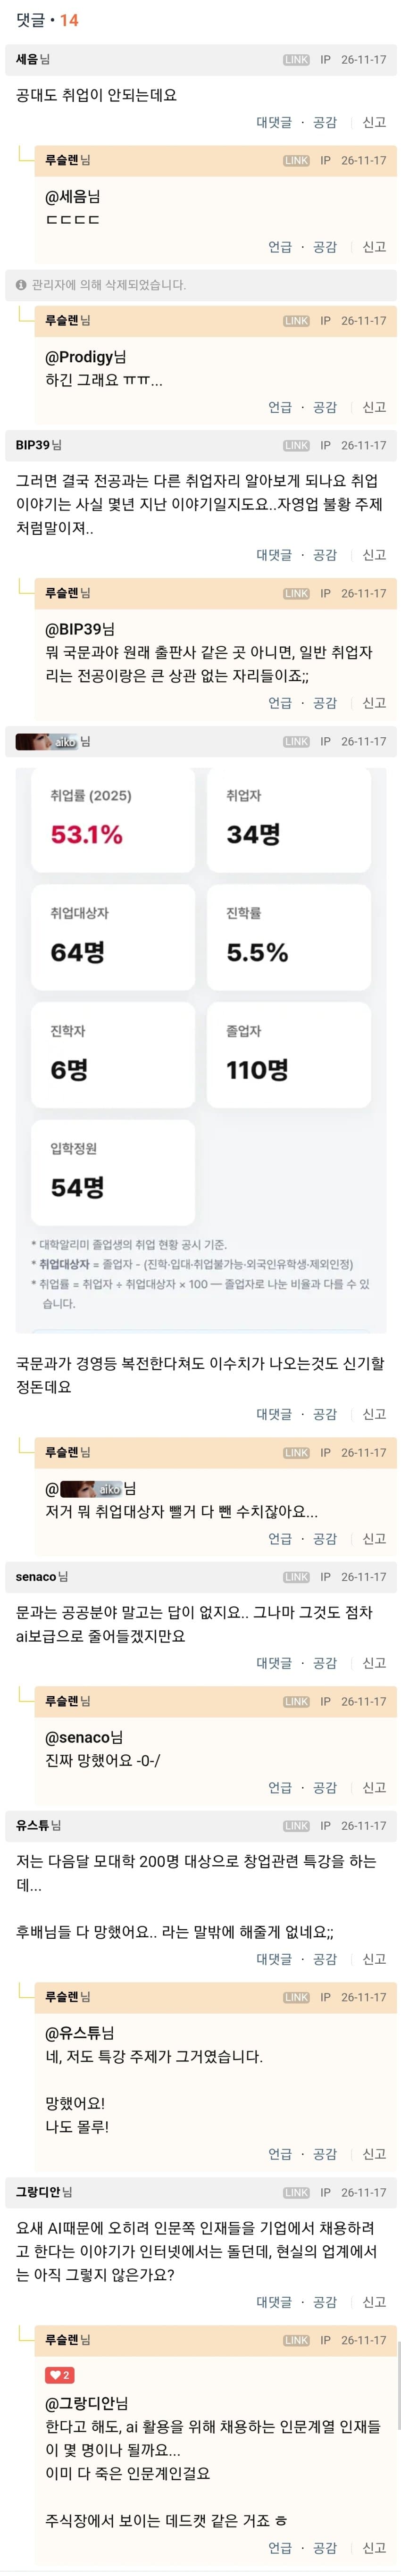 댓글 • 14
세음님 LINK IP 26-11-17
공대도 취업이 안되는데요
대댓글 · 공감 | 신고
루슬렌님 LINK IP 26-11-17
@세음님
ㄷㄷㄷㄷ
언급 · 공감 | 신고
관리자에 의해 삭제되었습니다.
루슬렌님 LINK IP 26-11-17
@Prodigy님
하긴 그래요 ㅠㅠ...
언급 · 공감 | 신고
BIP39님 LINK IP 26-11-17
그러면 결국 전공과는 다른 취업자리 알아보게 되나요 취업
이야기는 사실 몇년 지난 이야기일지도요..자영업 불황 주제
처럼말이져..
대댓글 · 공감 | 신고
루슬렌님 LINK IP 26-11-17
@BIP39님
뭐 국문과야 원래 출판사 같은 곳 아니면, 일반 취업자
리는 전공이랑은 큰 상관 없는 자리들이죠;;
언급 · 공감 | 신고
aiko 님 LINK IP 26-11-17
취업률 (2025) 취업자
53.1% 34명
취업대상자 진학률
64명 5.5%
진학자 졸업자
6명 110명
입학정원
54명
* 대학알리미 졸업생의 취업 현황 공시 기준.
* 취업대상자 = 졸업자 - (진학·입대·취업불가능·외국인유학생·제외인정)
* 취업률 = 취업자 ÷ 취업대상자 × 100 — 졸업자로 나눈 비율과 다를 수 있
습니다.
국문과가 경영등 복전한다쳐도 이수치가 나오는것도 신기할
정돈데요
대댓글 · 공감 | 신고
루슬렌님 LINK IP 26-11-17
@aiko 님
저거 뭐 취업대상자 뺄거 다 뺀 수치잖아요...
언급 · 공감 | 신고
senaco님 LINK IP 26-11-17
문과는 공공분야 말고는 답이 없지요.. 그나마 그것도 점차
ai보급으로 줄어들겠지만요
대댓글 · 공감 | 신고
루슬렌님 LINK IP 26-11-17
@senaco님
진짜 망했어요 -0-/
언급 · 공감 | 신고
유스튜님 LINK IP 26-11-17
저는 다음달 모대학 200명 대상으로 창업관련 특강을 하는
데...
후배님들 다 망했어요.. 라는 말밖에 해줄게 없네요;;
대댓글 · 공감 | 신고
루슬렌님 LINK IP 26-11-17
@유스튜님
네, 저도 특강 주제가 그거였습니다.
망했어요!
나도 몰루!
언급 · 공감 | 신고
그랑디안님 LINK IP 26-11-17
요새 AI때문에 오히려 인문쪽 인재들을 기업에서 채용하려
고 한다는 이야기가 인터넷에서는 돌던데, 현실의 업계에서
는 아직 그렇지 않은가요?
대댓글 · 공감 | 신고
루슬렌님 LINK IP 26-11-17
2
@그랑디안님
한다고 해도, ai 활용을 위해 채용하는 인문계열 인재들
이 몇 명이나 될까요...
이미 다 죽은 인문계인걸요
주식장에서 보이는 데드캣 같은 거죠 ㅎ
언급 · 공감 | 신고